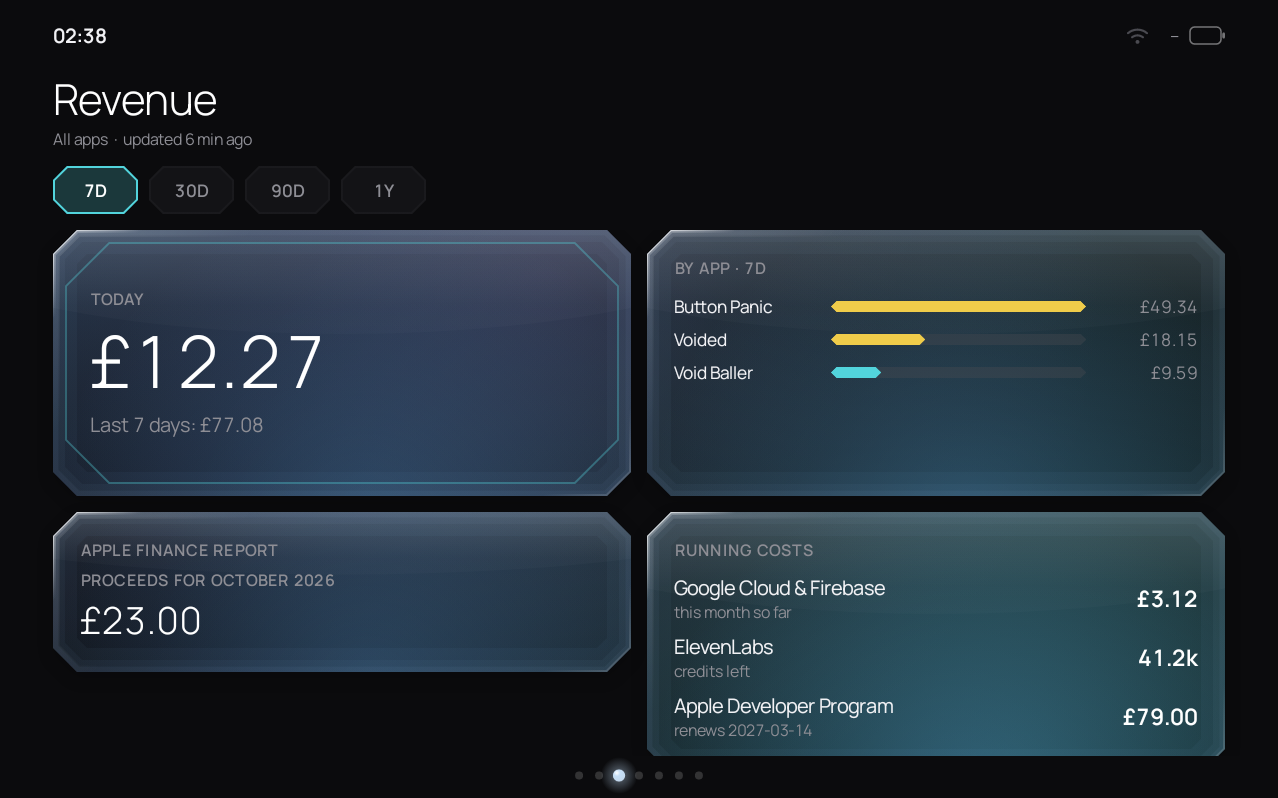 02:38
–
Revenue
All apps · updated 6 min ago
7D 30D 90D 1Y
TODAY
£12.27
Last 7 days: £77.08
BY APP · 7D
Button Panic £49.34
Voided £18.15
Void Baller £9.59
APPLE FINANCE REPORT
PROCEEDS FOR OCTOBER 2026
£23.00
RUNNING COSTS
Google Cloud & Firebase £3.12
this month so far
ElevenLabs 41.2k
credits left
Apple Developer Program £79.00
renews 2027-03-14